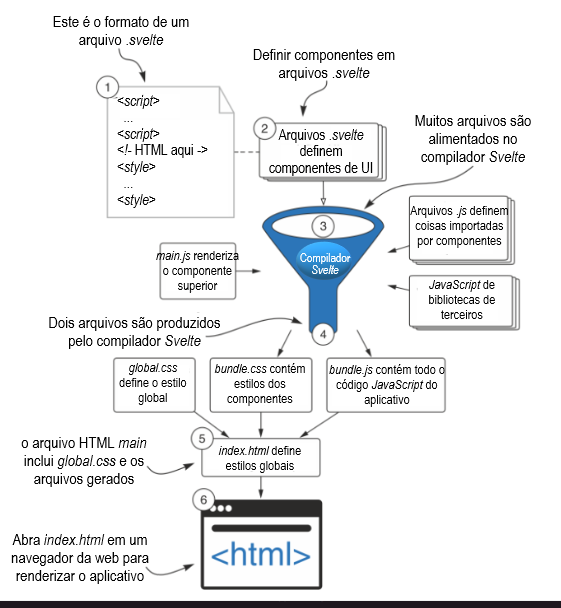 Este é o formato de um
arquivo .svelte
1
<script>
...
<script>
<!- HTML aqui ->
<style>
...
<style>
Definir componentes em
arquivos .svelte
2
Arquivos .svelte
definem
componentes de UI
Muitos arquivos são
alimentados no
compilador Svelte
3
Compilador
Svelte
Arquivos .js definem
coisas importadas
por componentes
main.js renderiza
o componente
superior
JavaScript de
bibliotecas de
terceiros
Dois arquivos são produzidos
pelo compilador Svelte
4
global.css
define o estilo
global
bundle.css contém
estilos dos
componentes
bundle.js contém todo o
código JavaScript do
aplicativo
o arquivo HTML main
inclui global.css e os
arquivos gerados
5
index.html define
estilos globais
6
<html>
Abra index.html em um
navegador da web para
renderizar o aplicativo